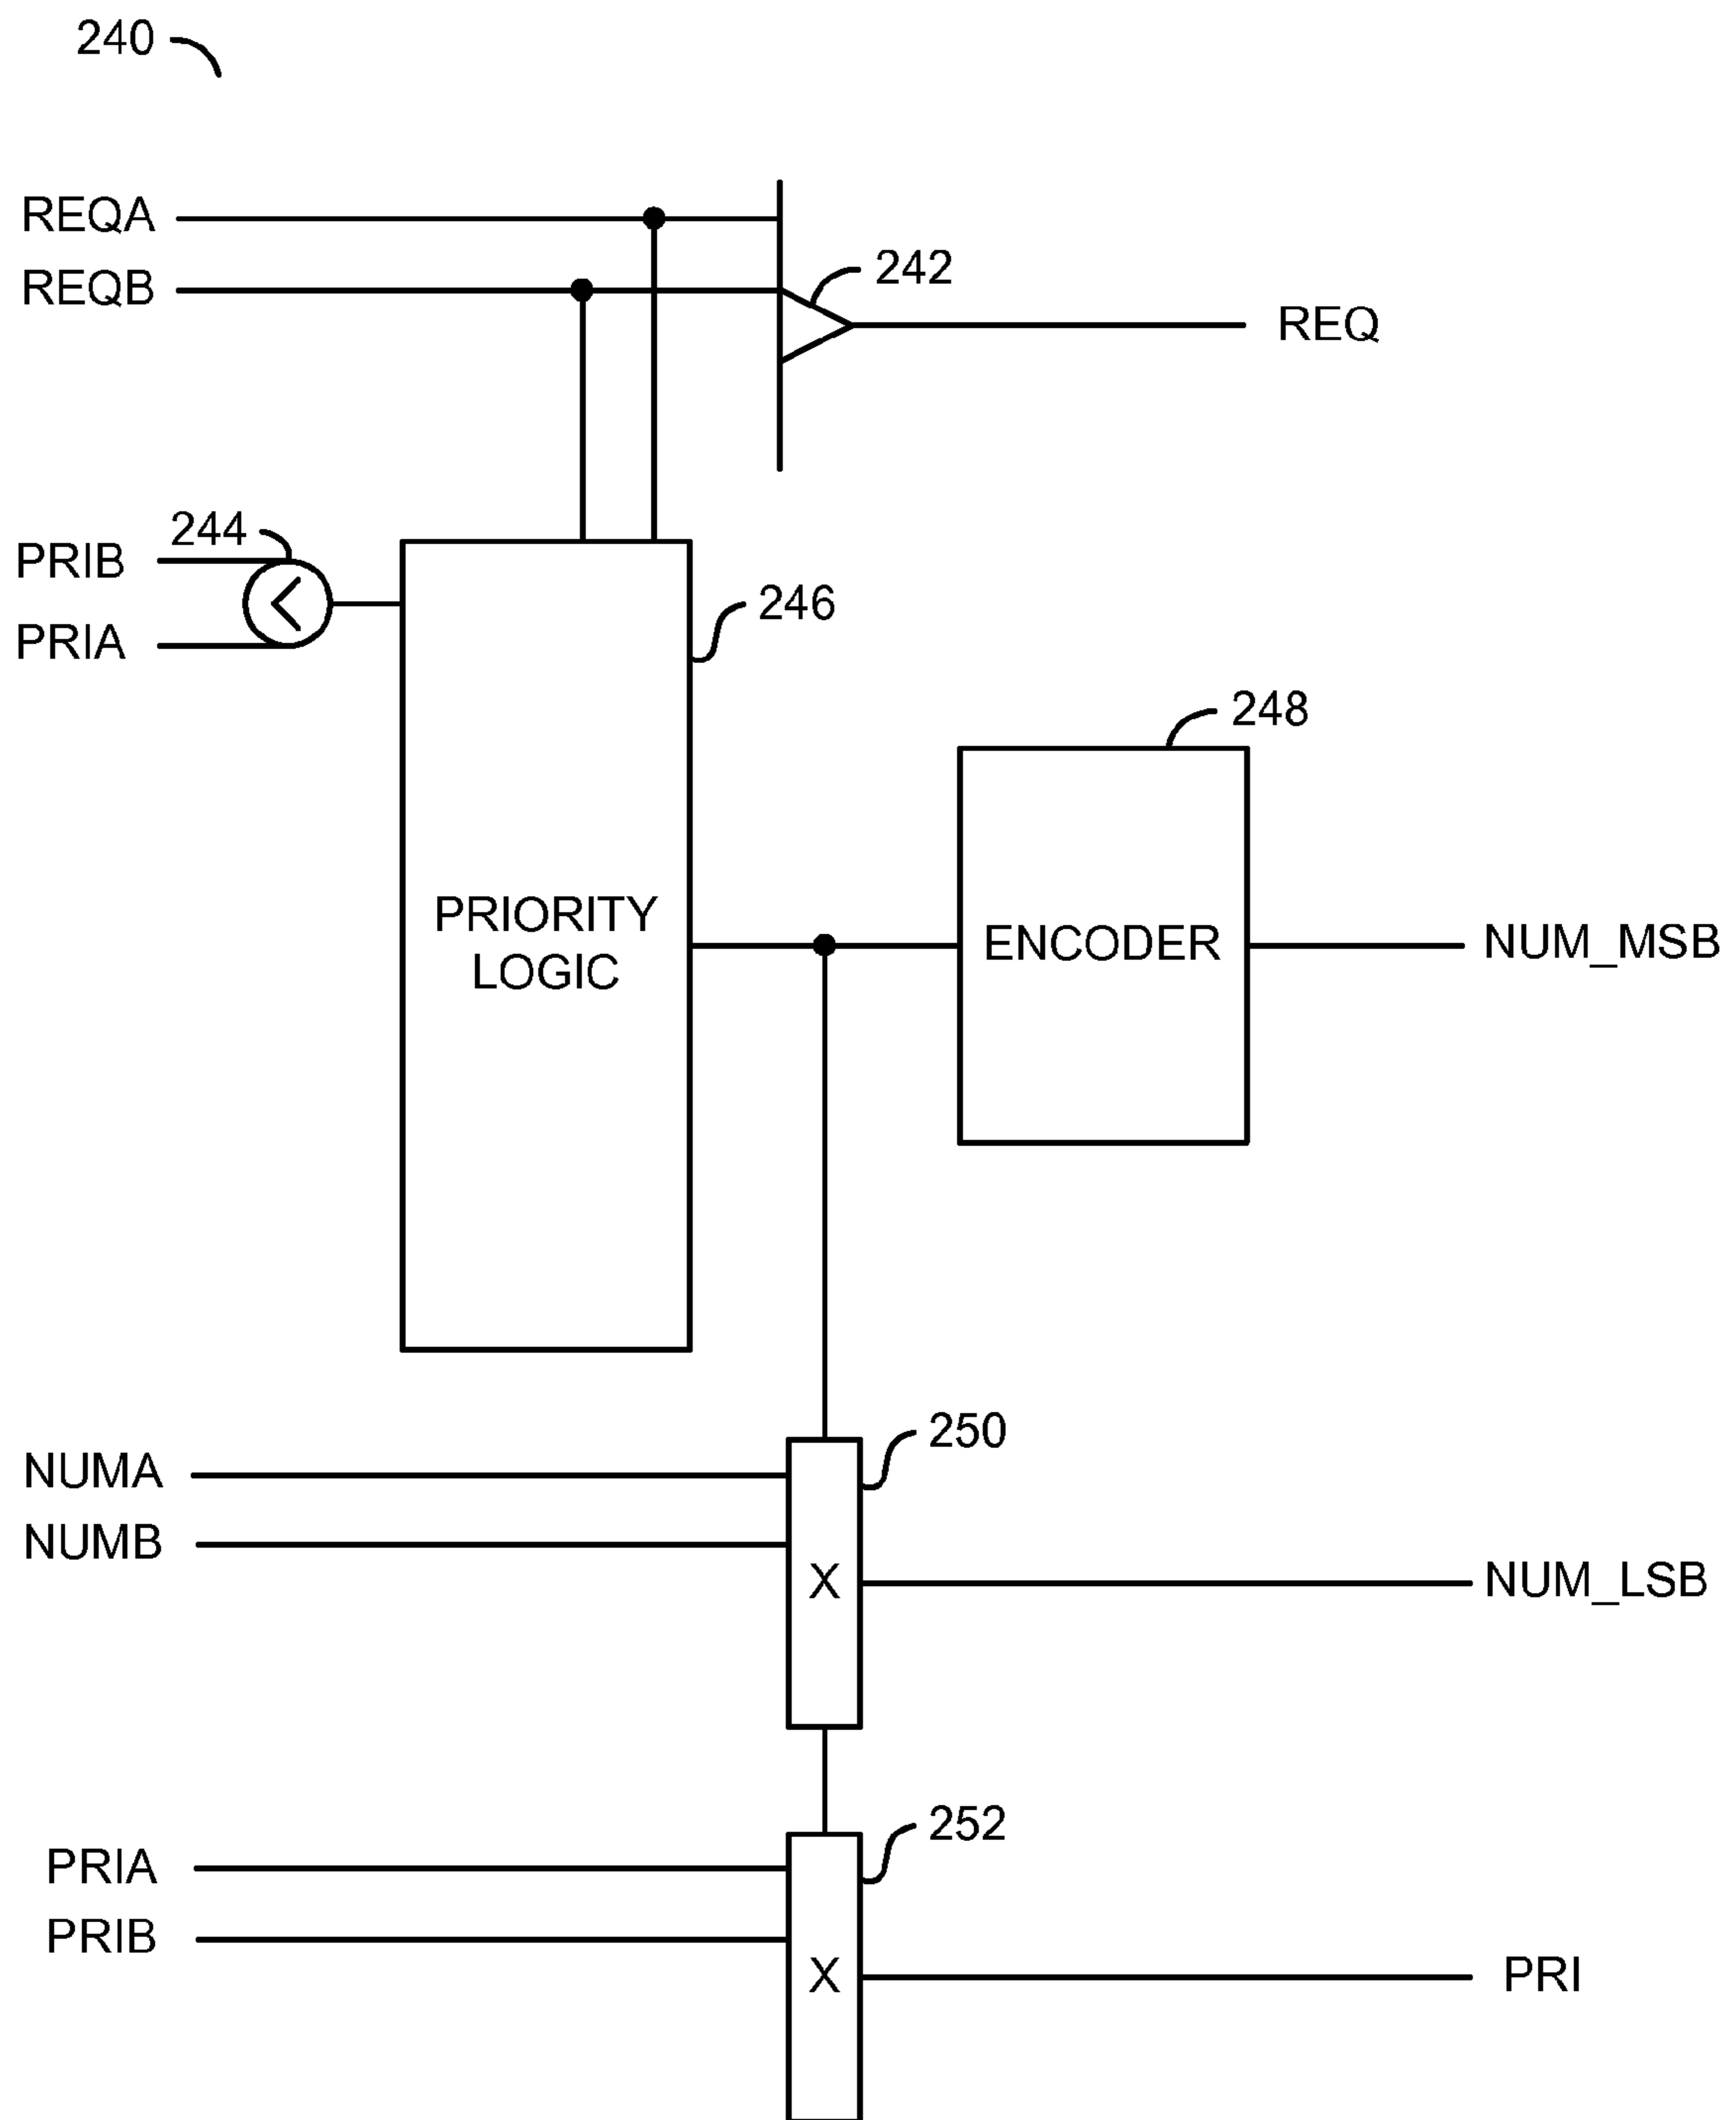 240
REQA
REQB
242
REQ
244
PRIB
PRIA
246
248
PRIORITY
LOGIC
ENCODER
NUM_MSB
250
NUMA
NUMB
X
NUM_LSB
252
PRIA
PRIB
X
PRI